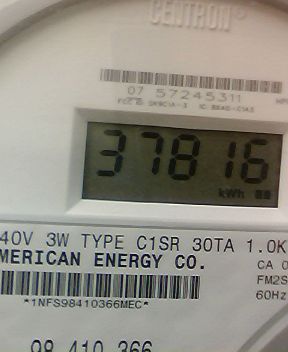 CENTRON®
07 57245311
37816
kWh
40V 3W TYPE C1SR 30TA 1.0K
MERICAN ENERGY CO.
CA 0
FM2S
60Hz
*1NFS98410366MEC*
98 410 366